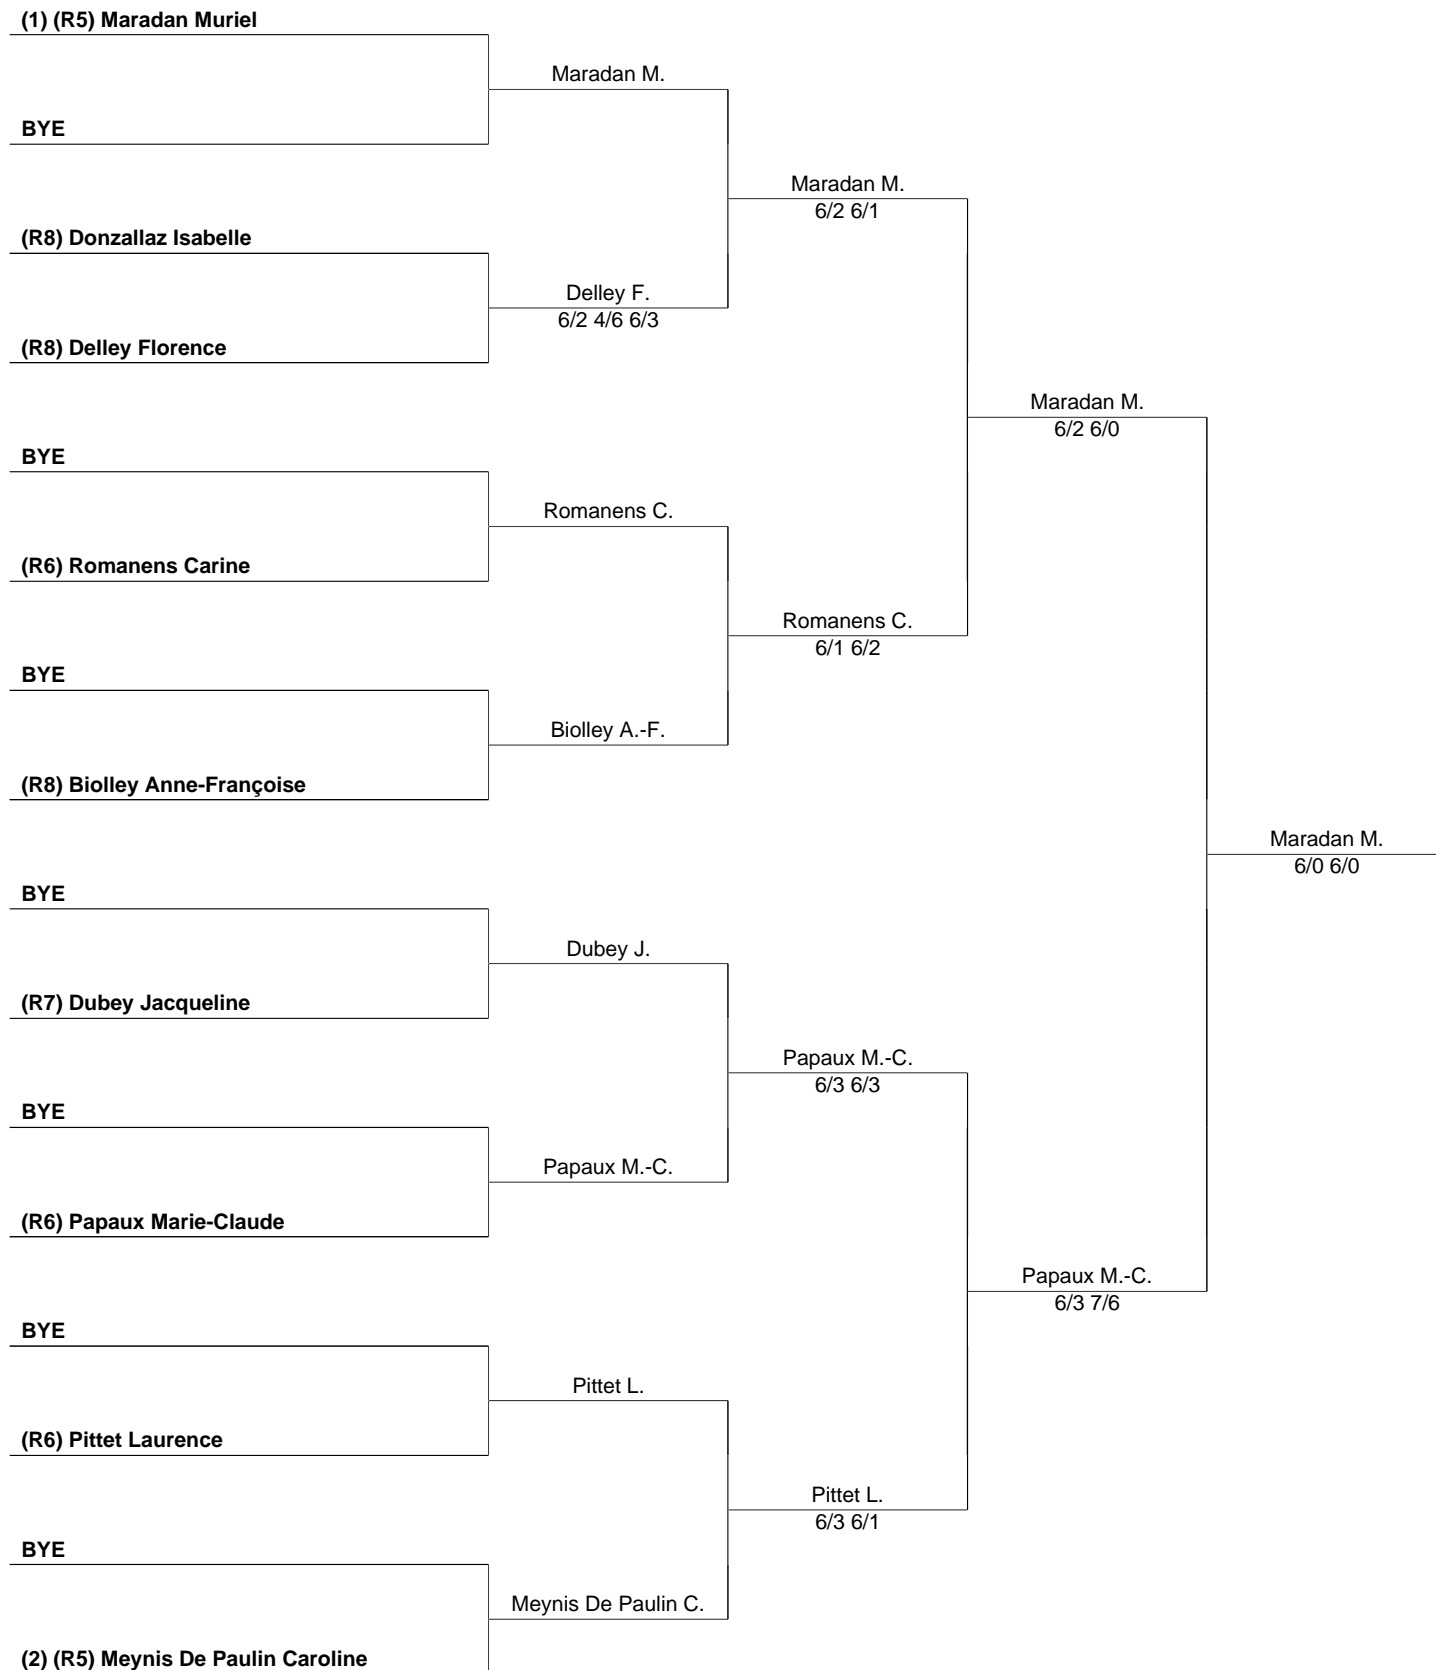 (1) (R5) Maradan Muriel
Maradan M.
BYE
Maradan M.
6/2 6/1
(R8) Donzallaz Isabelle
Delley F.
6/2 4/6 6/3
(R8) Delley Florence
Maradan M.
6/2 6/0
BYE
Romanens C.
(R6) Romanens Carine
Romanens C.
6/1 6/2
BYE
Biolley A.-F.
(R8) Biolley Anne-Françoise
Maradan M.
6/0 6/0
BYE
Dubey J.
(R7) Dubey Jacqueline
Papaux M.-C.
6/3 6/3
BYE
Papaux M.-C.
(R6) Papaux Marie-Claude
Papaux M.-C.
6/3 7/6
BYE
Pittet L.
(R6) Pittet Laurence
Pittet L.
6/3 6/1
BYE
Meynis De Paulin C.
(2) (R5) Meynis De Paulin Caroline